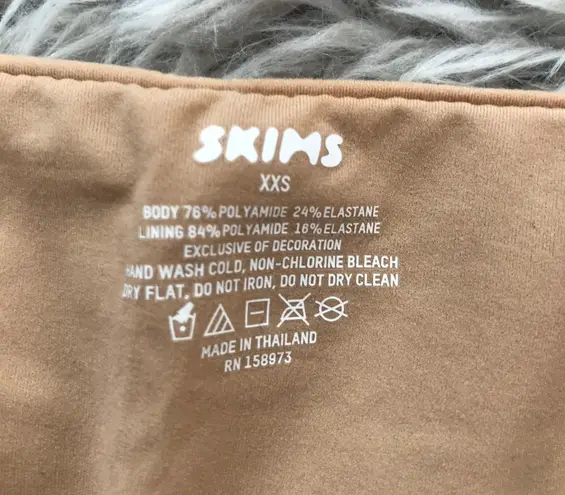 SKIMS
XXS
BODY 76% POLYAMIDE 24% ELASTANE
LINING 84% POLYAMIDE 16% ELASTANE
EXCLUSIVE OF DECORATION
HAND WASH COLD, NON-CHLORINE BLEACH
DRY FLAT, DO NOT IRON, DO NOT DRY CLEAN
MADE IN THAILAND
RN 158973